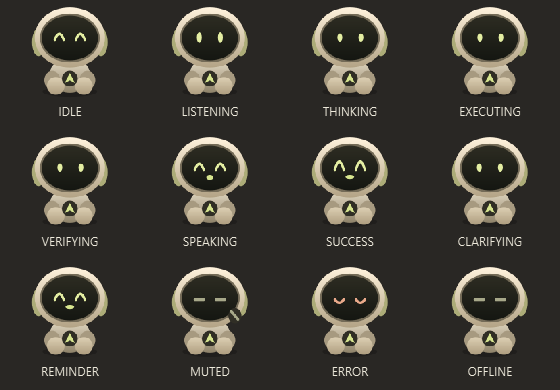 IDLE
LISTENING
THINKING
EXECUTING
VERIFYING
SPEAKING
SUCCESS
CLARIFYING
REMINDER
MUTED
ERROR
OFFLINE